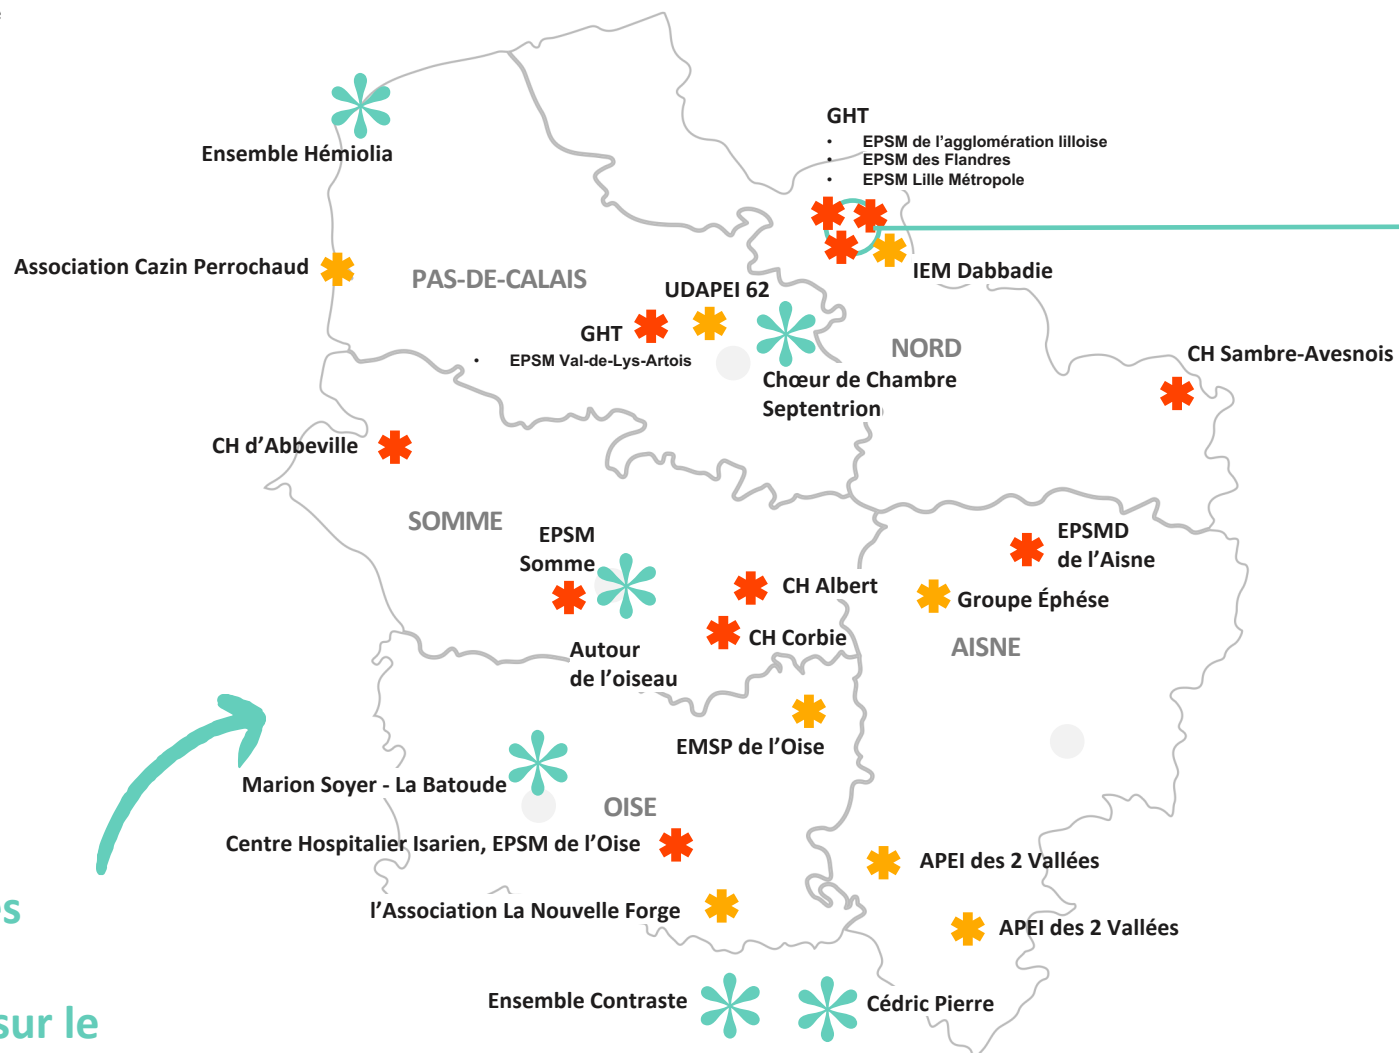 GHT
• EPSM de l'agglomération lilloise
• EPSM des Flandres
• EPSM Lille Métropole
Ensemble Hémiolia
Association Cazin Perrochaud
PAS-DE-CALAIS
UDAPEI 62
IEM Dabbadie
GHT
• EPSM Val-de-Lys-Artois
NORD
CH Sambre-Avesnois
Chœur de Chambre
Septentrion
CH d'Abbeville
SOMME
EPSM
Somme
EPSMD
de l'Aisne
CH Albert
Groupe Éphése
CH Corbie
AISNE
Autour
de l'oiseau
EMSP de l'Oise
Marion Soyer - La Batoude
OISE
Centre Hospitalier Isarien, EPSM de l'Oise
APEI des 2 Vallées
l'Association La Nouvelle Forge
APEI des 2 Vallées
Ensemble Contraste
Cédric Pierre
sur le